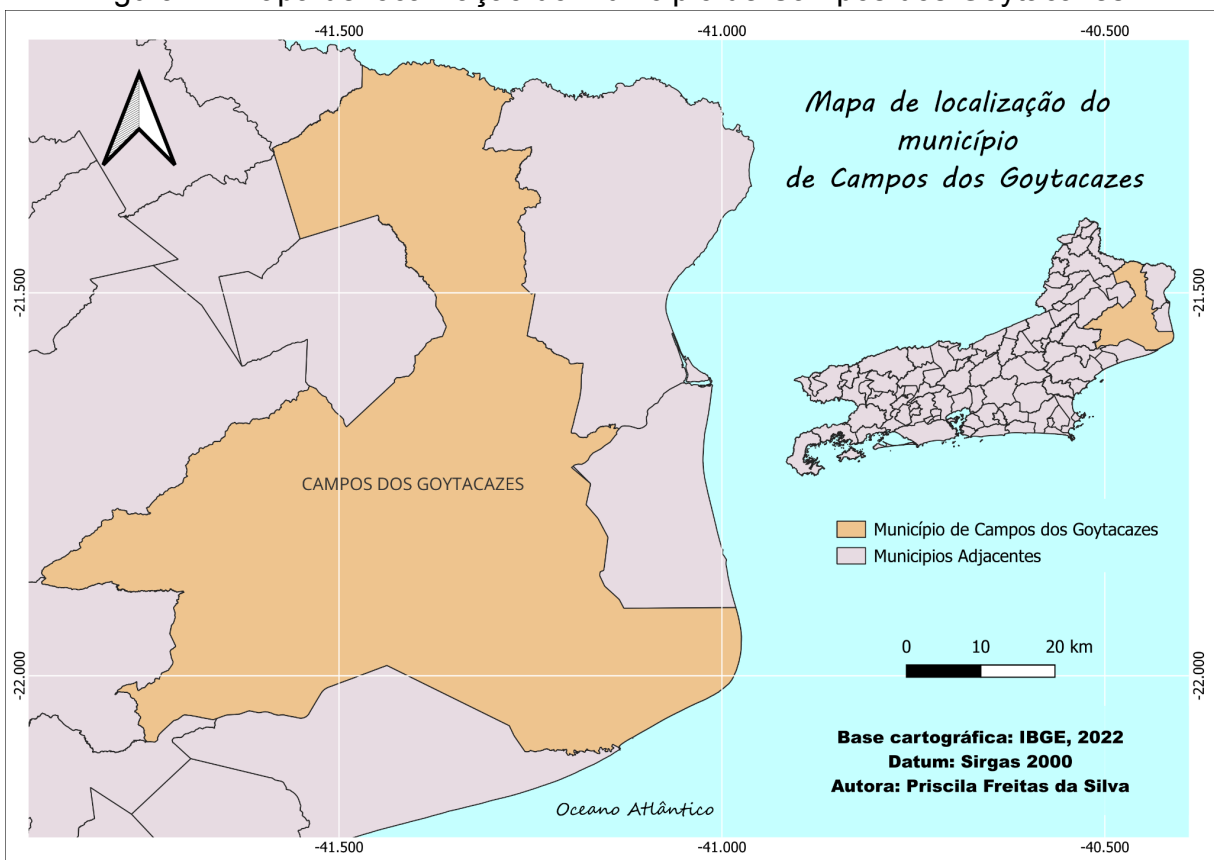 -41.500
-41.000
-40.500
Mapa de localização do
município
de Campos dos Goytacazes
-21.500
-21.500
CAMPOS DOS GOYTACAZES
Município de Campos dos Goytacazes
Municipios Adjacentes
0 10 20 km
-22.000
-22.000
Base cartográfica: IBGE, 2022
Datum: Sirgas 2000
Autora: Priscila Freitas da Silva
Oceano Atlântico
-41.500
-41.000
-40.500